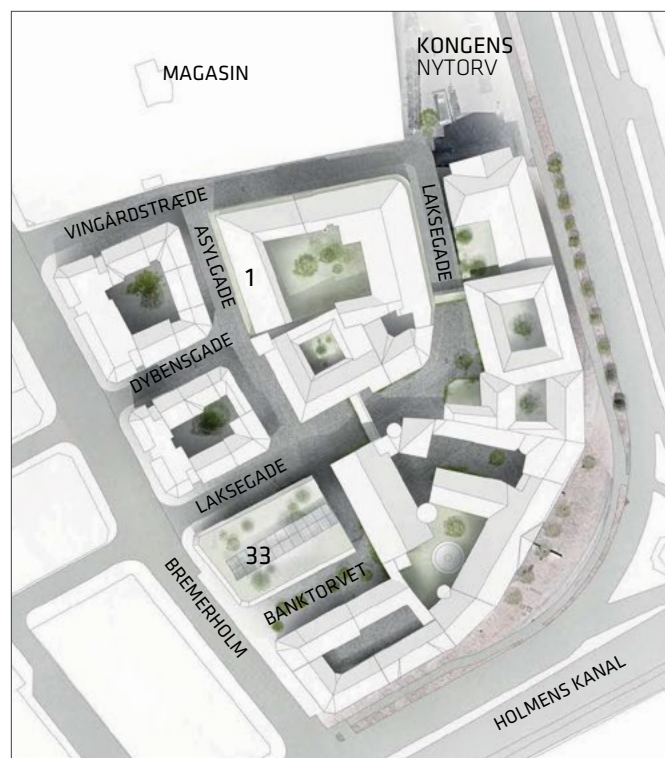 KONGENS
NYTORV
MAGASIN
VINGÅRDSTRÆDE
LAKSEGADE
ASYLGADE
1
DYBENSGADE
LAKSEGADE
33
BANKTORVET
BREMERHOLM
HOLMENS KANAL